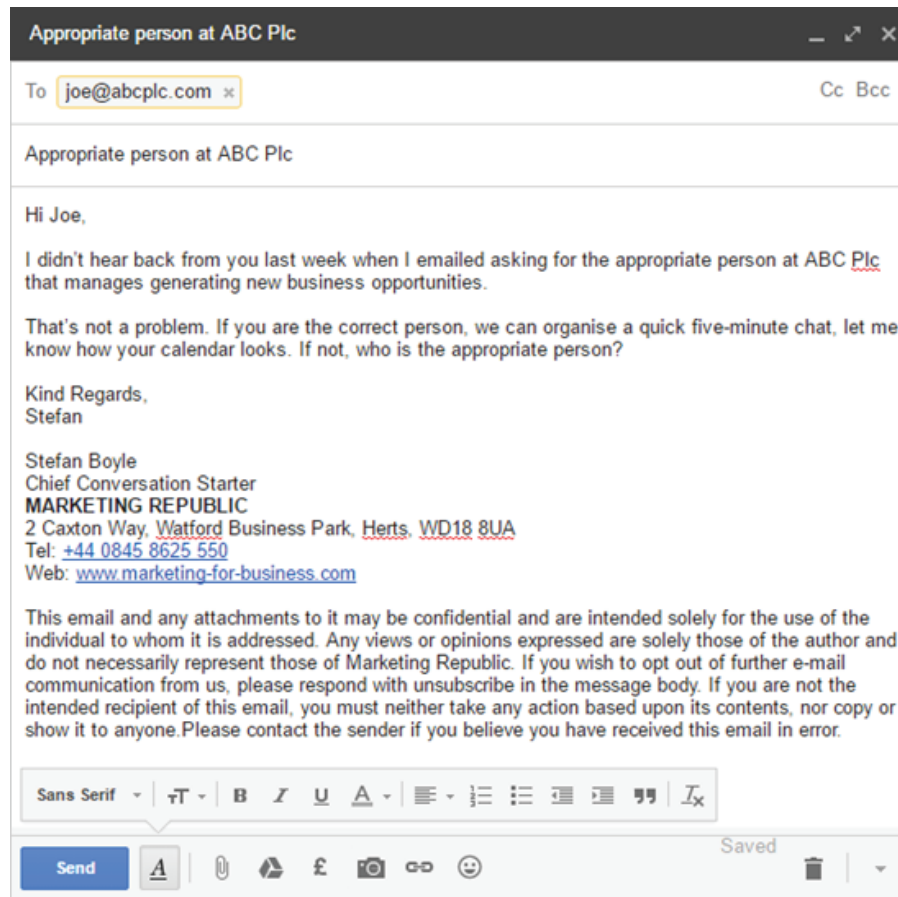 Appropriate person at ABC Plc
To joe@abcplc.com × Cc Bcc
Appropriate person at ABC Plc
Hi Joe,
I didn't hear back from you last week when I emailed asking for the appropriate person at ABC Plc
that manages generating new business opportunities.
That's not a problem. If you are the correct person, we can organise a quick five-minute chat, let me
know how your calendar looks. If not, who is the appropriate person?
Kind Regards,
Stefan
Stefan Boyle
Chief Conversation Starter
MARKETING REPUBLIC
2 Caxton Way, Watford Business Park, Herts, WD18 8UA
Tel: +44 0845 8625 550
Web: www.marketing-for-business.com
This email and any attachments to it may be confidential and are intended solely for the use of the
individual to whom it is addressed. Any views or opinions expressed are solely those of the author and
do not necessarily represent those of Marketing Republic. If you wish to opt out of further e-mail
communication from us, please respond with unsubscribe in the message body. If you are not the
intended recipient of this email, you must neither take any action based upon its contents, nor copy or
show it to anyone.Please contact the sender if you believe you have received this email in error.
Sans Serif TT B I U A Tx
Send A £ Saved